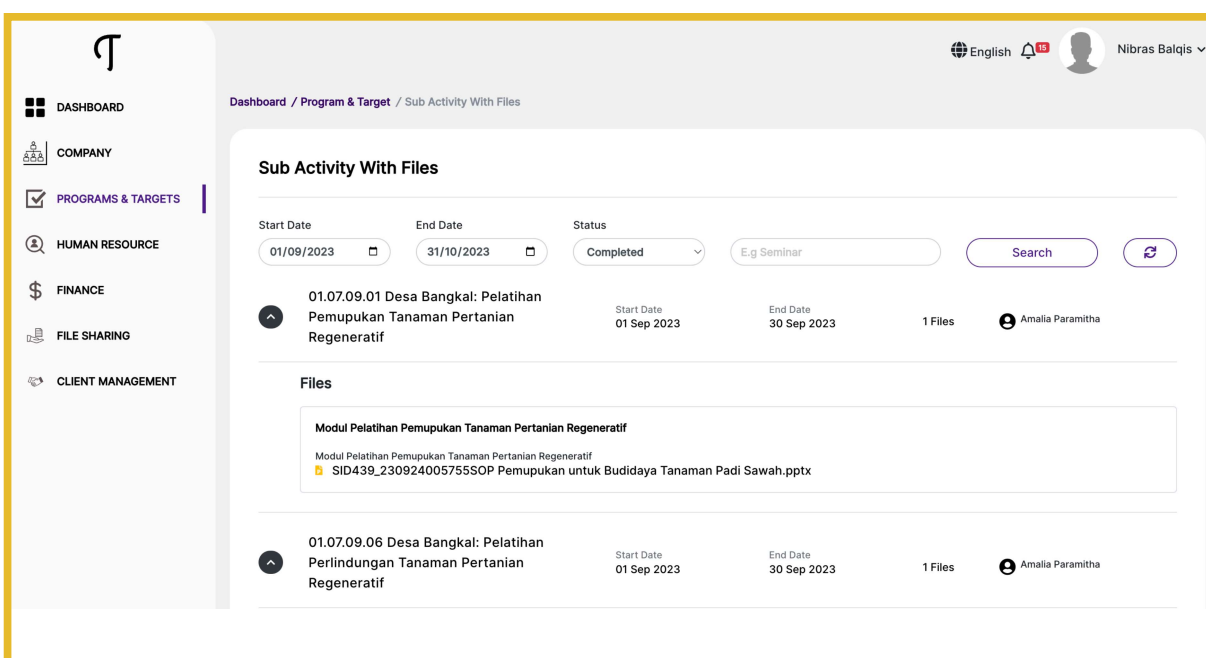 English
15
Nibras Balqis
DASHBOARD
COMPANY
PROGRAMS & TARGETS
HUMAN RESOURCE
FINANCE
FILE SHARING
CLIENT MANAGEMENT
Dashboard / Program & Target / Sub Activity With Files
Sub Activity With Files
Start Date End Date Status
01/09/2023 31/10/2023 Completed E.g Seminar Search
01.07.09.01 Desa Bangkal: Pelatihan
Pemupukan Tanaman Pertanian
Regeneratif
Start Date
01 Sep 2023
End Date
30 Sep 2023
1 Files
Amalia Paramitha
Files
Modul Pelatihan Pemupukan Tanaman Pertanian Regeneratif
Modul Pelatihan Pemupukan Tanaman Pertanian Regeneratif
SID439_230924005755SOP Pemupukan untuk Budidaya Tanaman Padi Sawah.pptx
01.07.09.06 Desa Bangkal: Pelatihan
Perlindungan Tanaman Pertanian
Regeneratif
Start Date
01 Sep 2023
End Date
30 Sep 2023
1 Files
Amalia Paramitha